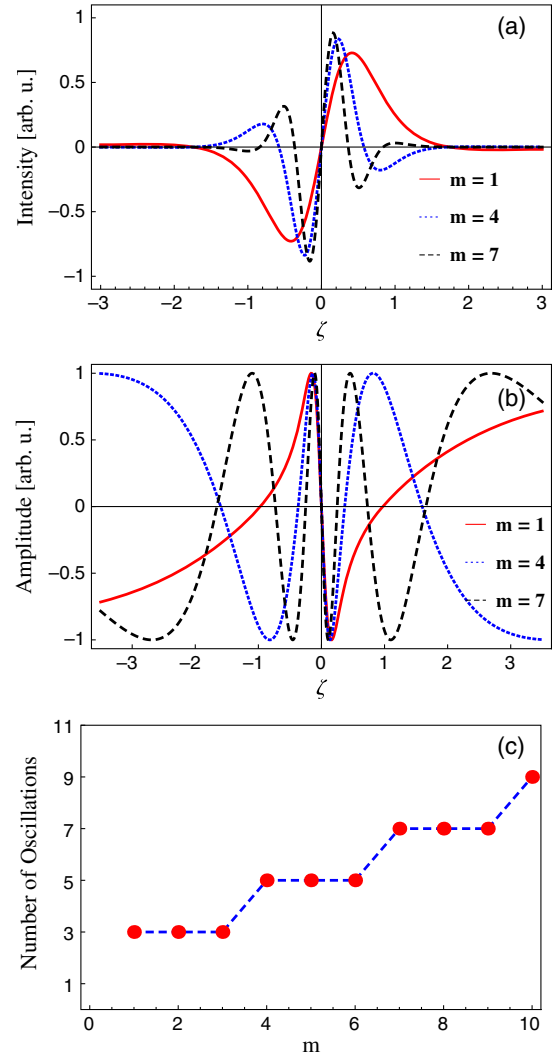 (a)
Intensity [arb. u.]
1
0.5
0
−0.5
−1
m = 1
m = 4
m = 7
−3 −2 −1 0 1 2 3
ζ
(b)
Amplitude [arb. u.]
1
0.5
0
−0.5
−1
m = 1
m = 4
m = 7
−3 −2 −1 0 1 2 3
ζ
(c)
Number of Oscillations
11
9
7
5
3
1
0 2 4 6 8 10
m